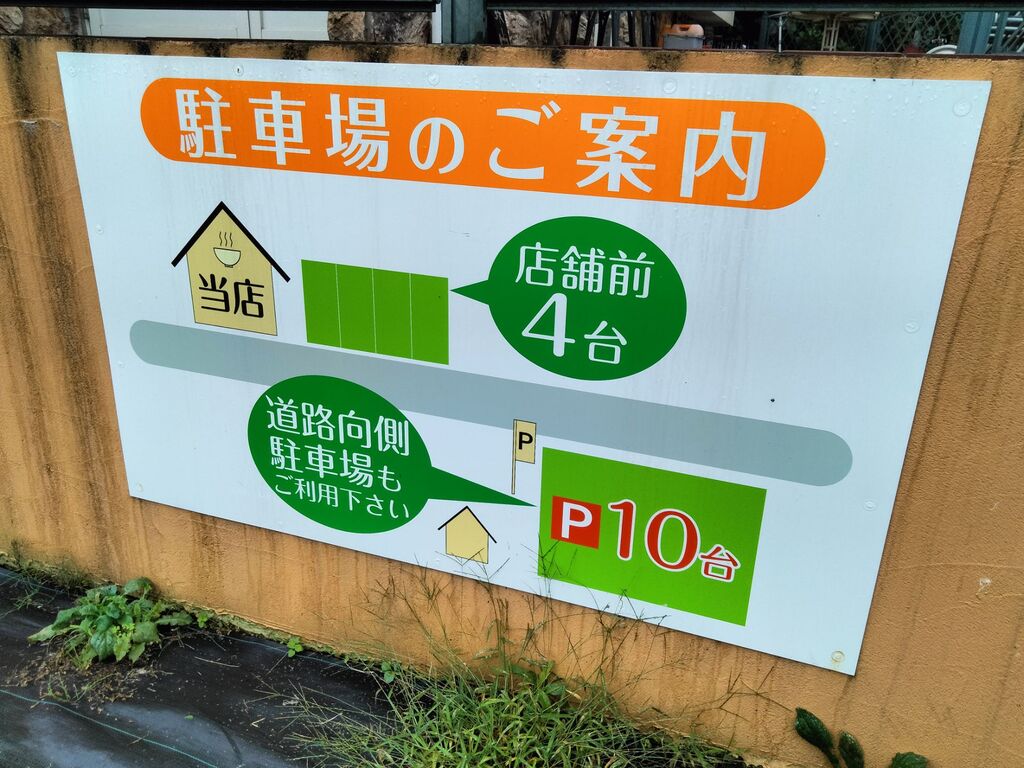 駐車場のご案内
当店
店舗前
4台
道路向側
駐車場も
ご利用下さい
P
P10台